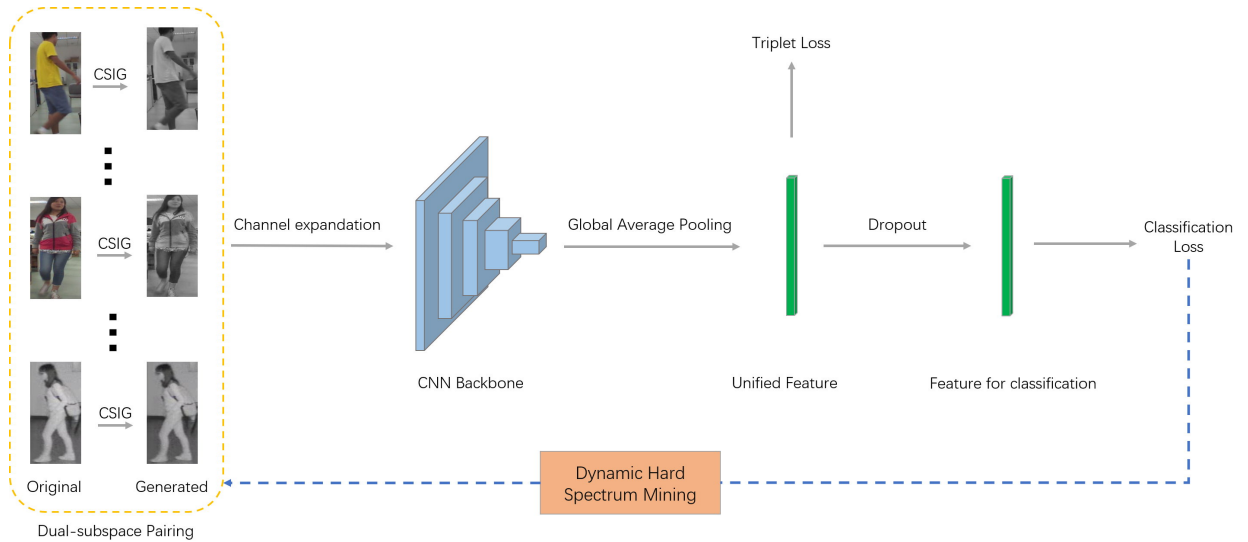 Triplet Loss
CSIG
CSIG
CSIG
Channel expandation
Global Average Pooling
Dropout
Classification
Loss
CNN Backbone
Unified Feature
Feature for classification
Original
Generated
Dynamic Hard
Spectrum Mining
Dual-subspace Pairing